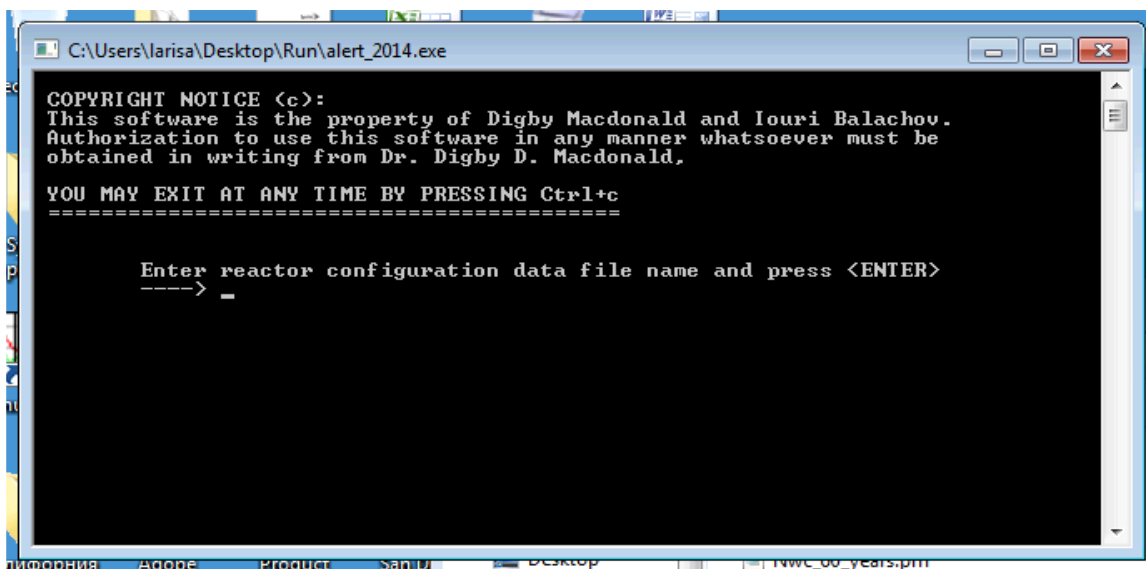 C:\Users\larisa\Desktop\Run\alert_2014.exe
COPYRIGHT NOTICE (c):
This software is the property of Digby Macdonald and Iouri Balachov.
Authorization to use this software in any manner whatsoever must be
obtained in writing from Dr. Digby D. Macdonald,
YOU MAY EXIT AT ANY TIME BY PRESSING Ctrl+c
============================================
Enter reactor configuration data file name and press <ENTER>
----> _
Adobe Product San D Desktop Nwc_60_years.prn